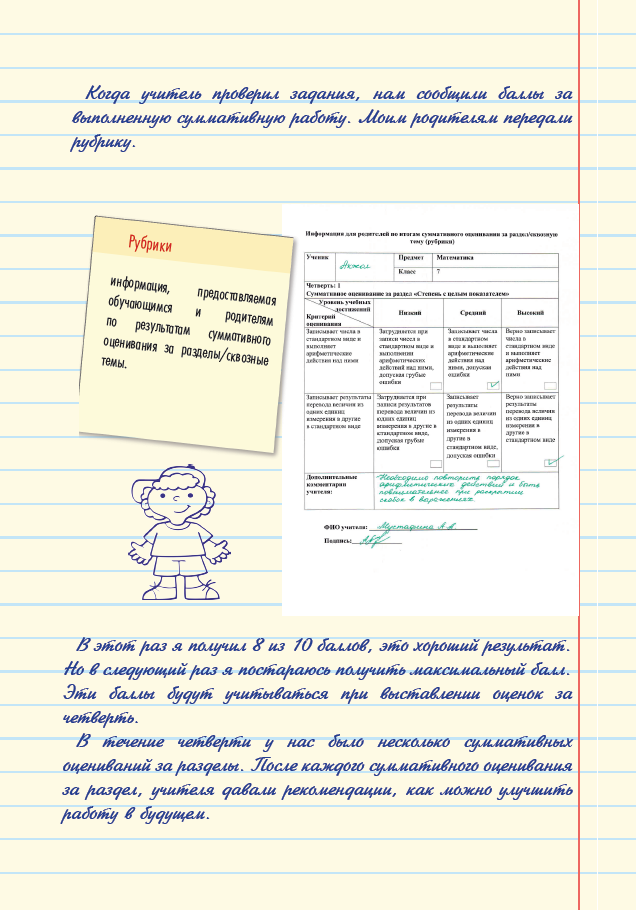 Когда учитель проверил задания, нам сообщили баллы за
выполненную суммативную работу. Моим родителям передали
рубрику.
Рубрики
информация, предоставляемая
обучающимся и родителям
по результатам суммативного
оценивания за разделы/сквозные
темы.
Информация для родителей по итогам суммативного оценивания за раздел/сквозную
тему (рубрики)
Ученик
Предмет Математика
Класс 7
Четверть: 1
Суммативное оценивание за раздел «Степень с целым показателем»
Уровень учебных
достижений
Критерий
оценивания
Низкий Средний Высокий
Записывает числа в
стандартном виде и
выполняет
арифметические
действия над ними
Затрудняется при
записи чисел в
стандартном виде и
выполнении
арифметических
действий над ними,
допуская грубые
ошибки
Записывает числа
в стандартном
виде и выполняет
арифметические
действия над
ними, допуская
ошибки
Верно записывает
числа в
стандартном виде
и выполняет
арифметические
действия над
ними
Записывает результаты
перевода величин из
одних единиц
измерения в другие
в стандартном виде
Затрудняется при
записи результатов
перевода величин из
одних единиц
измерения в другие в
стандартном виде,
допуская грубые
ошибки
Записывает
результаты
перевода величин
из одних единиц
измерения в
другие в
стандартном виде,
допуская ошибки
Верно записывает
результаты
перевода величин
из одних единиц
измерения в
другие в
стандартном виде
Дополнительные
комментарии
учителя:
Необходимо повторить порядок
арифметических действий и быть
повнимательнее при раскрытии
скобок в выражениях
ФИО учителя: Мустафина А.А.
Подпись:
В этот раз я получил 8 из 10 баллов, это хороший результат.
Но в следующий раз я постараюсь получить максимальный балл.
Эти баллы будут учитываться при выставлении оценок за
четверть.
В течение четверти у нас было несколько суммативных
оцениваний за разделы. После каждого суммативного оценивания
за раздел, учителя давали рекомендации, как можно улучшить
работу в будущем.